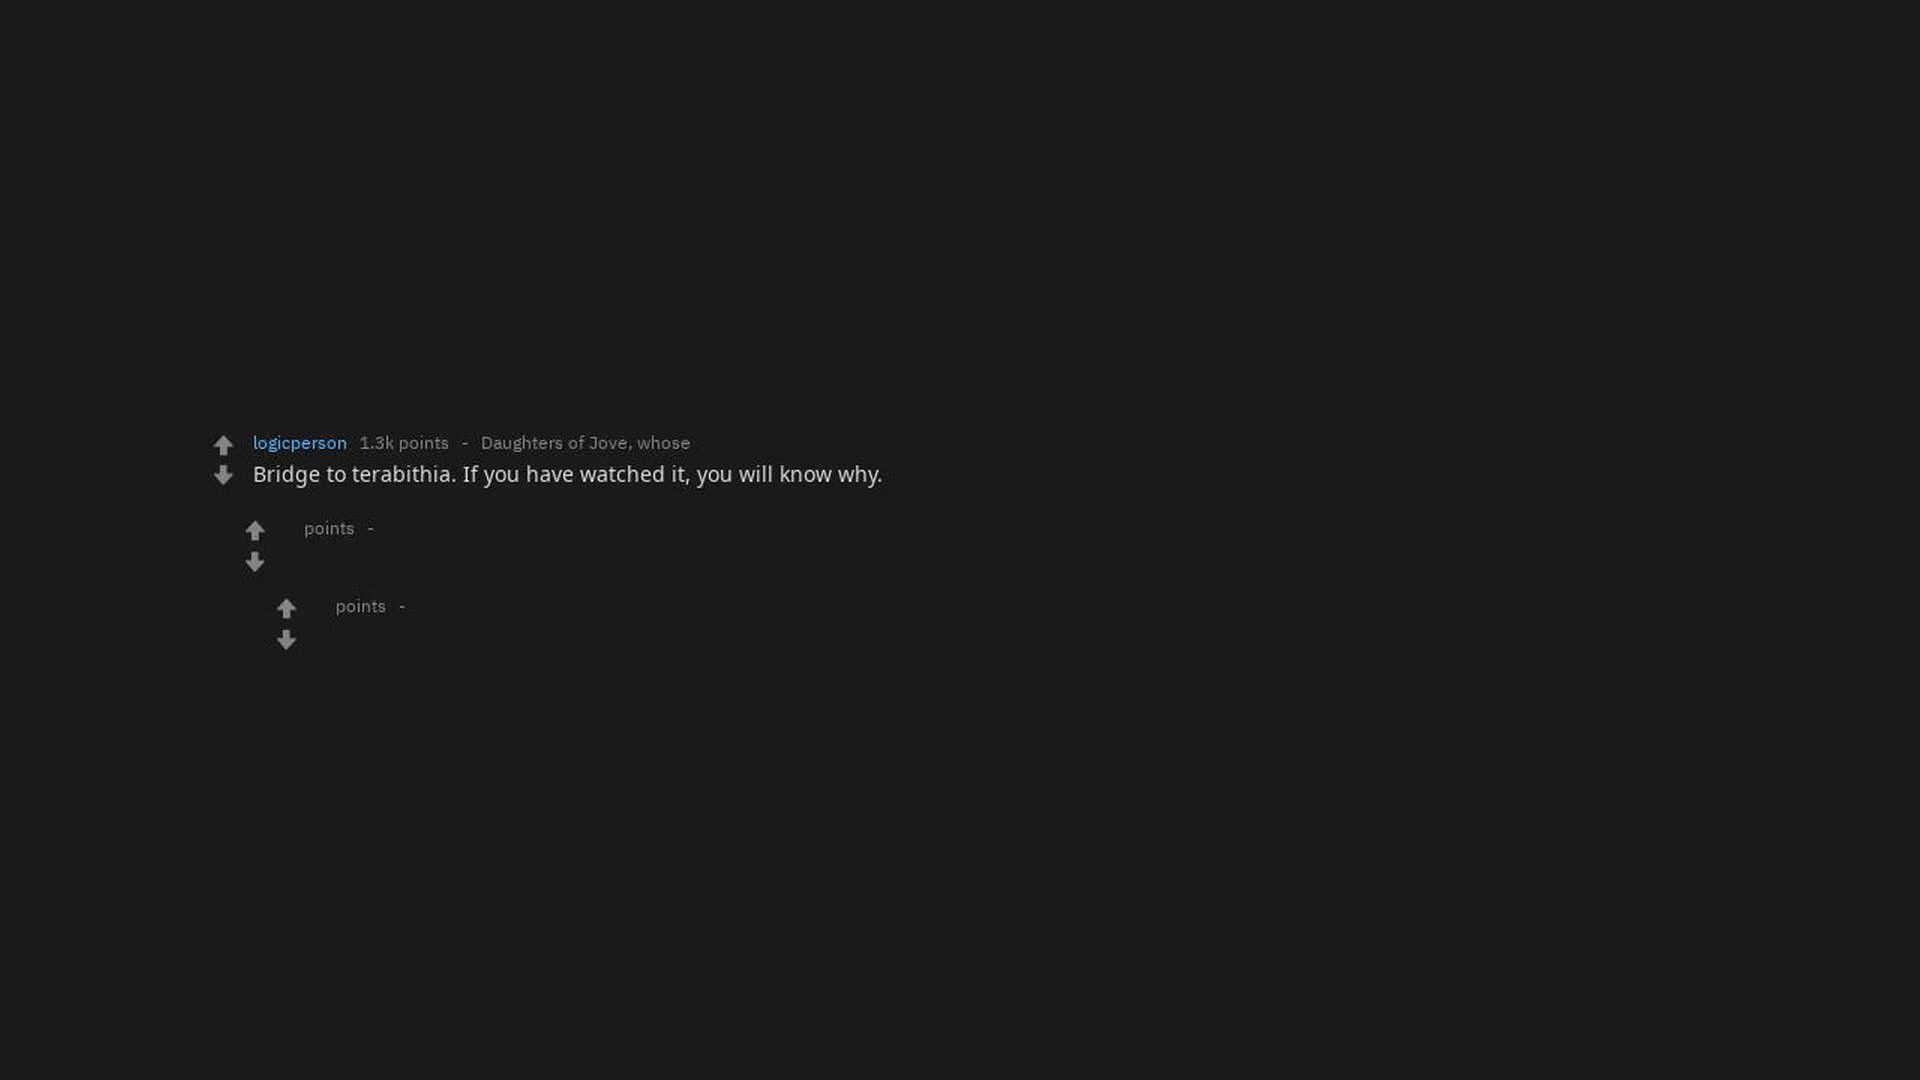 logicperson 1.3k points - Daughters of Jove, whose
Bridge to terabithia. If you have watched it, you will know why.
points -
points -